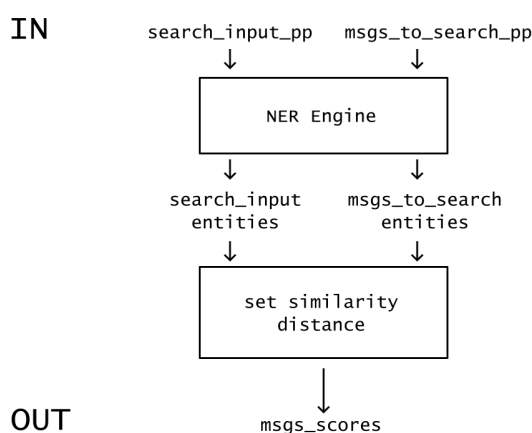 IN
search_input_pp msgs_to_search_pp
NER Engine
search_input msgs_to_search
entities entities
set similarity
distance
OUT
msgs_scores